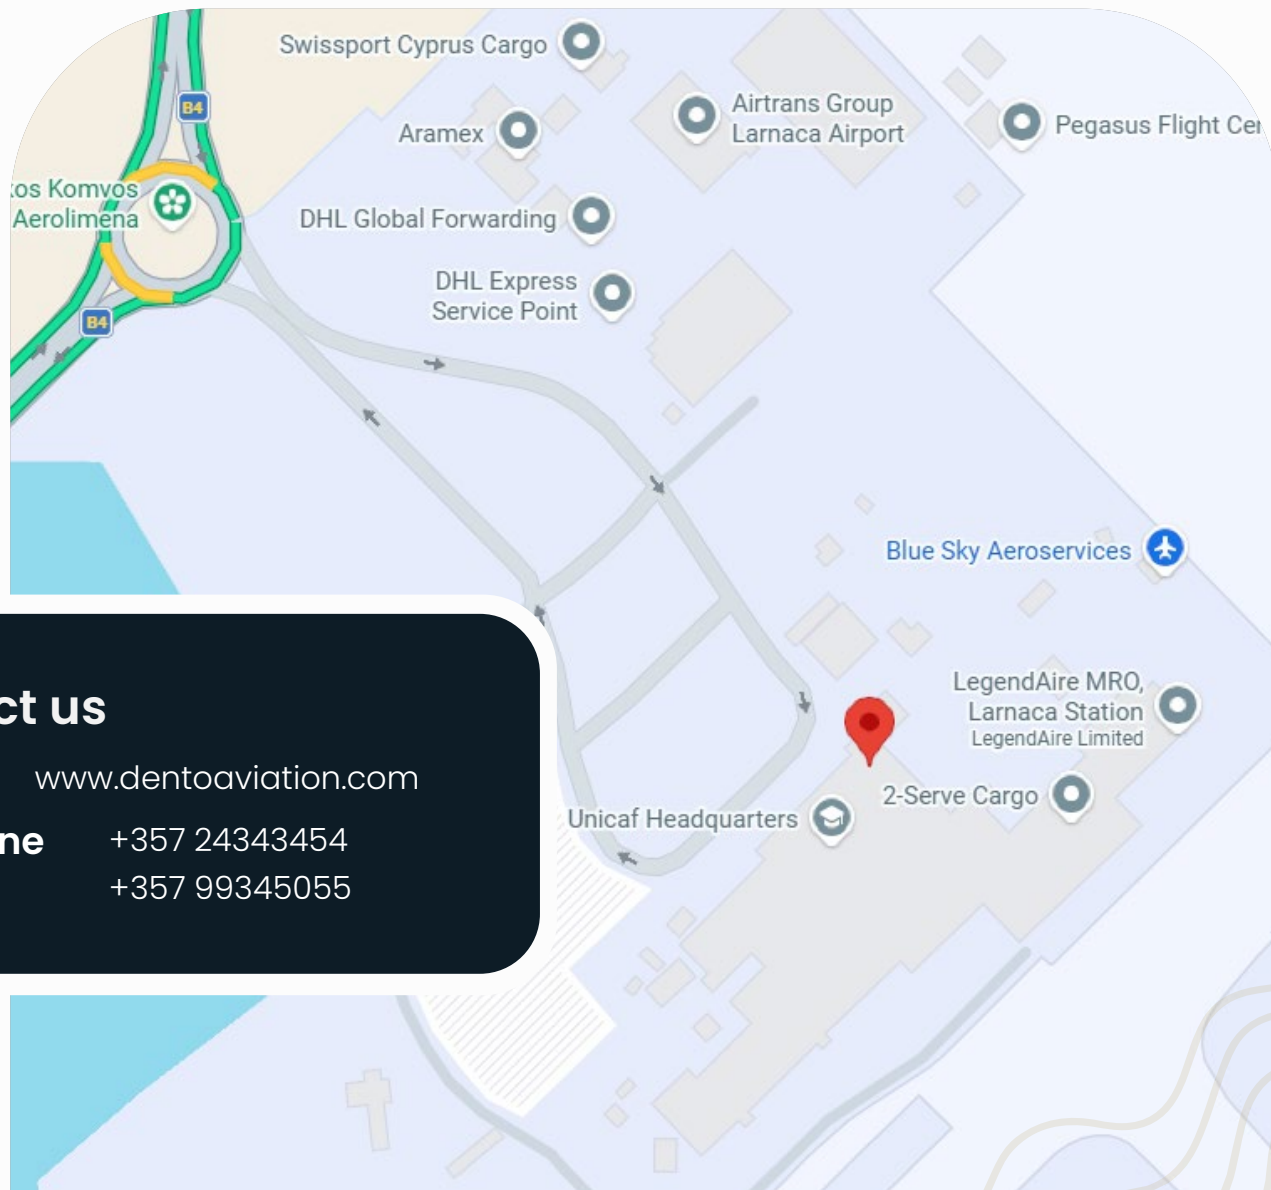 Swissport Cyprus Cargo
B4
Aramex
Airtrans Group
Larnaca Airport
Pegasus Flight Cer
kos Komvos
Aerolimena
DHL Global Forwarding
DHL Express
Service Point
B4
Blue Sky Aeroservices
LegendAire MRO,
Larnaca Station
LegendAire Limited
2-Serve Cargo
Unicaf Headquarters
ct us
www.dentoaviation.com
ne +357 24343454
+357 99345055